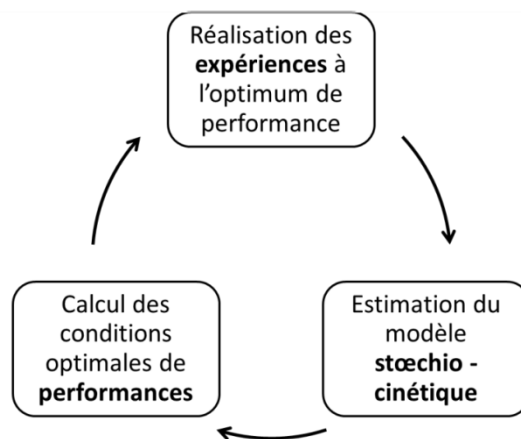 Réalisation des
expériences à
l'optimum de
performance
Calcul des
conditions
optimales de
performances
Estimation du
modèle
stœchio -
cinétique